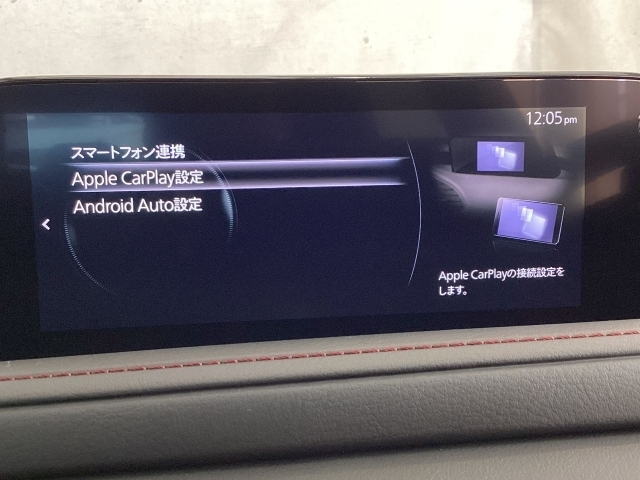 12:05pm
スマートフォン連携
Apple CarPlay設定
Android Auto設定
Apple CarPlayの接続設定を
します。